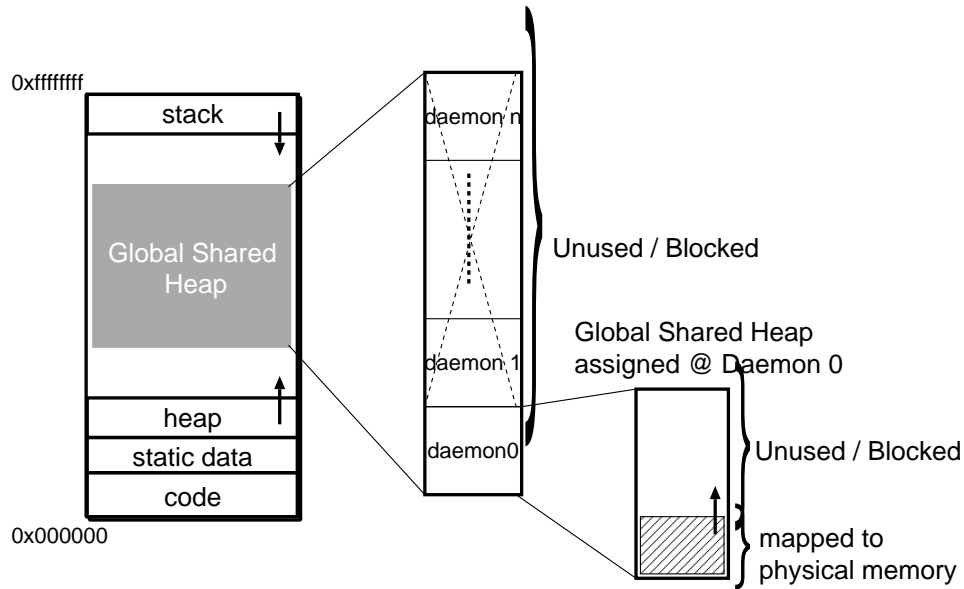 0xffffffff
stack
Global Shared
Heap
heap
static data
code
0x000000
daemon n
daemon 1
daemon0
Unused / Blocked
Global Shared Heap
assigned @ Daemon 0
Unused / Blocked
mapped to
physical memory